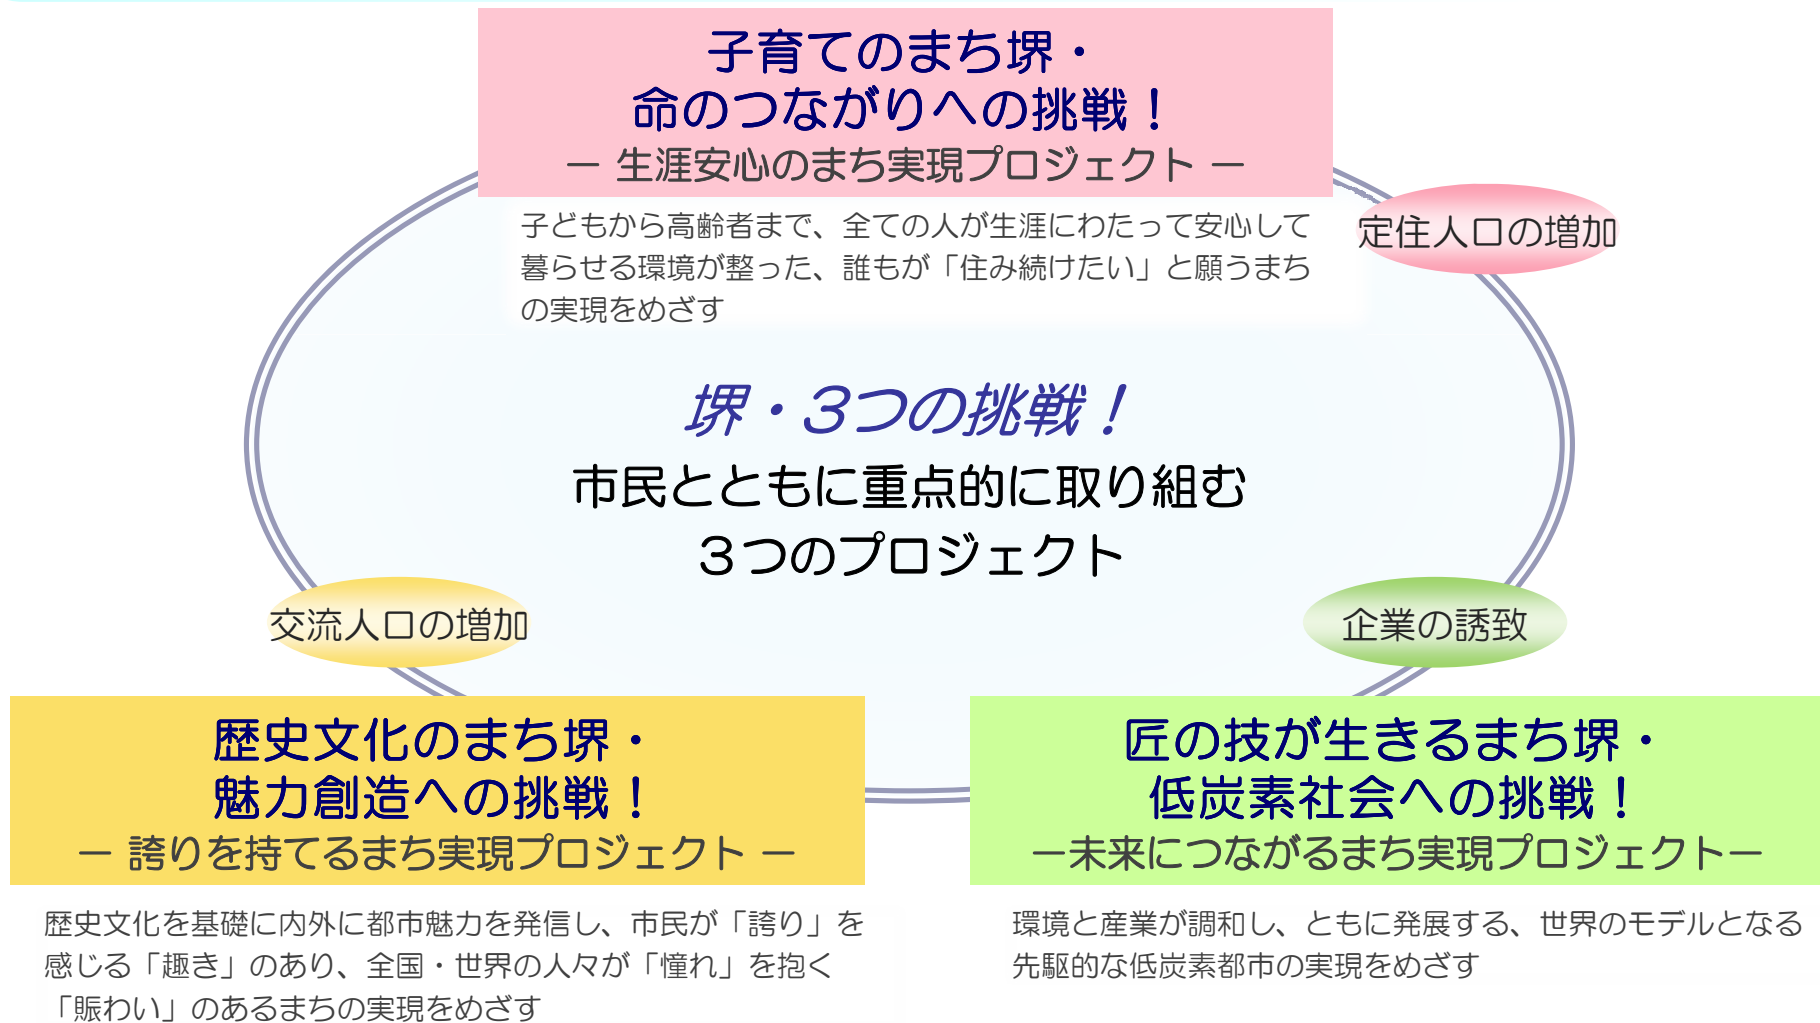 子育てのまち堺・
命のつながりへの挑戦！
― 生涯安心のまち実現プロジェクト ―
子どもから高齢者まで、全ての人が生涯にわたって安心して
暮らせる環境が整った、誰もが「住み続けたい」と願うまち
の実現をめざす
定住人口の増加
堺・３つの挑戦！
市民とともに重点的に取り組む
３つのプロジェクト
交流人口の増加
企業の誘致
歴史文化のまち堺・
魅力創造への挑戦！
― 誇りを持てるまち実現プロジェクト ―
歴史文化を基礎に内外に都市魅力を発信し、市民が「誇り」を
感じる「趣き」のあり、全国・世界の人々が「憧れ」を抱く
「賑わい」のあるまちの実現をめざす
匠の技が生きるまち堺・
低炭素社会への挑戦！
―未来につながるまち実現プロジェクト―
環境と産業が調和し、ともに発展する、世界のモデルとなる
先駆的な低炭素都市の実現をめざす